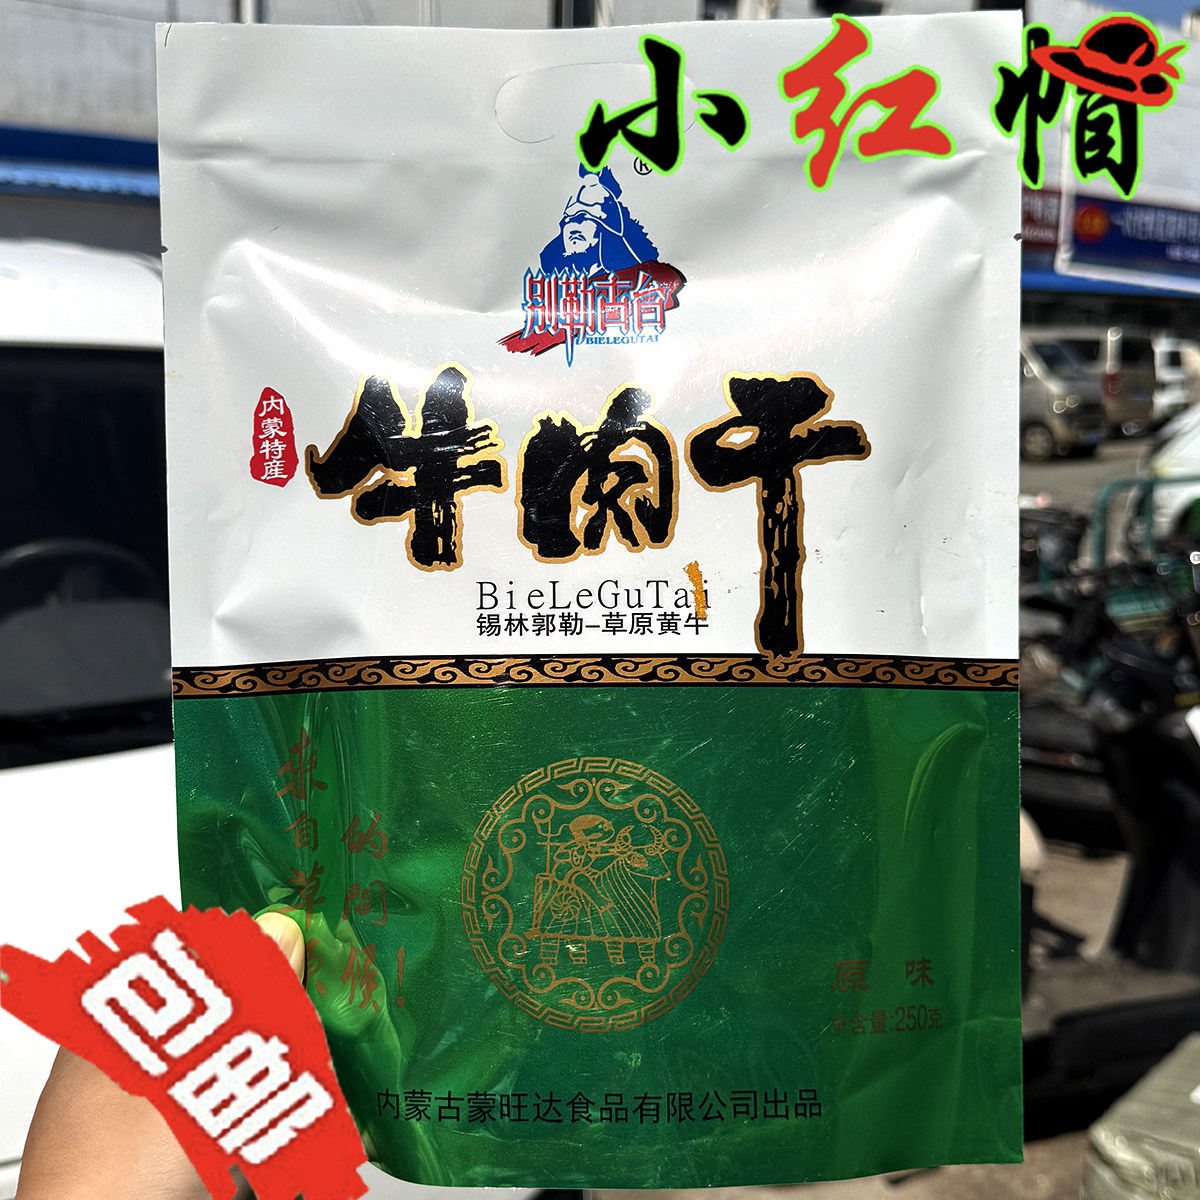 小红帽
®
别勒古台
BIELEGUTAI
内蒙特産
牛肉干
BieLeGuTai
锡林郭勒–草原黄牛
来自草原
的问候！
原味
净含量:250克
内蒙古蒙旺达食品有限公司出品
包邮